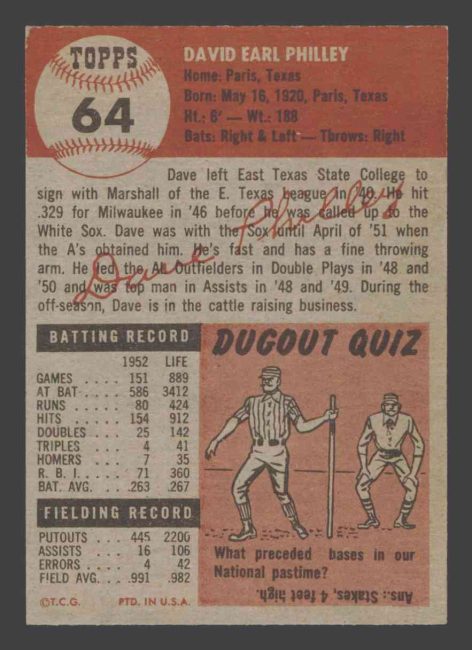 TOPPS
64
DAVID EARL PHILLEY
Home: Paris, Texas
Born: May 16, 1920, Paris, Texas
Ht.: 6' — Wt.: 188
Bats: Right & Left — Throws: Right
Dave left East Texas State College to
sign with Marshall of the E. Texas league in '40. He hit
.329 for Milwaukee in '46 before he was called up to the
White Sox. Dave was with the Sox until April of '51 when
the A's obtained him. He's fast and has a fine throwing
arm. He led the AL Outfielders in Double Plays in '48 and
'50 and was top man in Assists in '48 and '49. During the
off-season, Dave is in the cattle raising business.
Dave Philley
BATTING RECORD
1952 LIFE
GAMES .... 151 889
AT BAT .... 586 3412
RUNS .... 80 424
HITS .... 154 912
DOUBLES .... 25 142
TRIPLES .... 4 41
HOMERS .... 7 35
R. B. I. .... 71 360
BAT. AVG. ... .263 .267
FIELDING RECORD
PUTOUTS .... 445 2200
ASSISTS .... 16 106
ERRORS .... 4 42
FIELD AVG. ... .991 .982
©T.C.G. PTD. IN U.S.A.
DUGOUT QUIZ
What preceded bases in our
National pastime?
Ans.: Stakes, 4 feet, high.